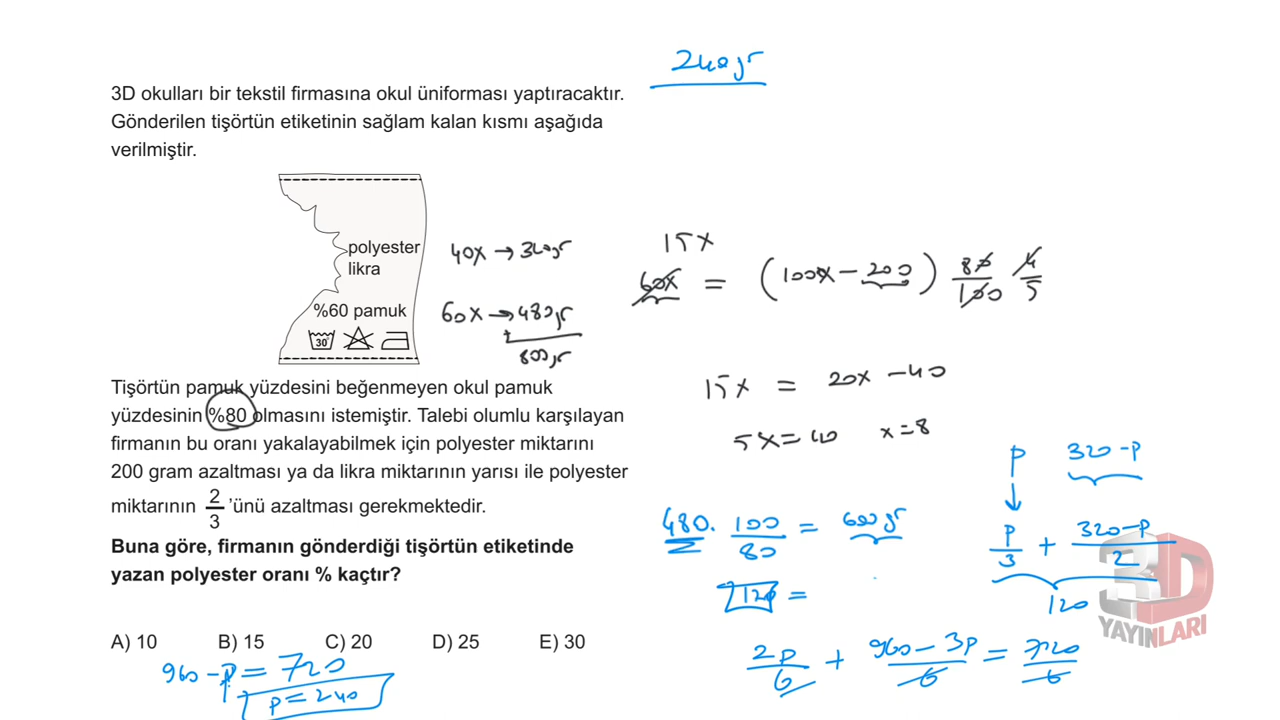 240gr
3D okulları bir tekstil firmasına okul üniforması yaptıracaktır.
Gönderilen tişörtün etiketinin sağlam kalan kısmı aşağıda
verilmiştir.
polyester
likra
%60 pamuk
30°
40x → 320gr
60x → 480gr
+
800gr
15x
60x = (100x - 200) 80/100 4/5
15x = 20x - 40
5x = 40 x = 8
Tişörtün pamuk yüzdesini beğenmeyen okul pamuk
yüzdesinin %80 olmasını istemiştir. Talebi olumlu karşılayan
firmanın bu oranı yakalayabilmek için polyester miktarını
200 gram azaltması ya da likra miktarının yarısı ile polyester
miktarının 2/3 'ünü azaltması gerekmektedir.
Buna göre, firmanın gönderdiği tişörtün etiketinde
yazan polyester oranı % kaçtır?
A) 10 B) 15 C) 20 D) 25 E) 30
480. 100/80 = 600gr
120 =
P 320-P
P/3 + 320-P/2
120
2P/6 + 960-3P/6 = 720/6
960-P = 720
P = 240
3D
YAYINLARI